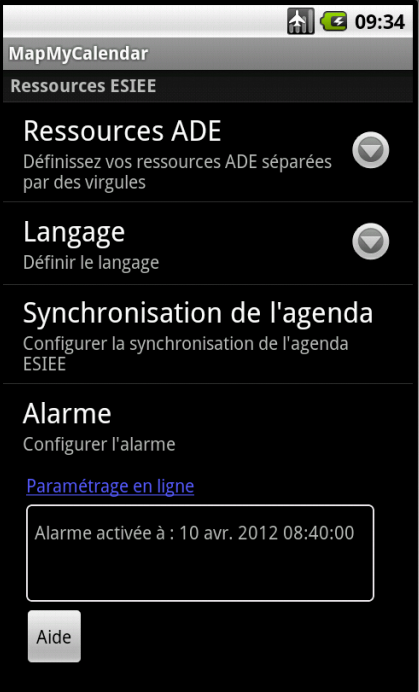 09:34
MapMyCalendar
Ressources ESIEE
Ressources ADE
Définissez vos ressources ADE séparées
par des virgules
Langage
Définir le langage
Synchronisation de l'agenda
Configurer la synchronisation de l'agenda
ESIEE
Alarme
Configurer l'alarme
Paramétrage en ligne
Alarme activée à : 10 avr. 2012 08:40:00
Aide